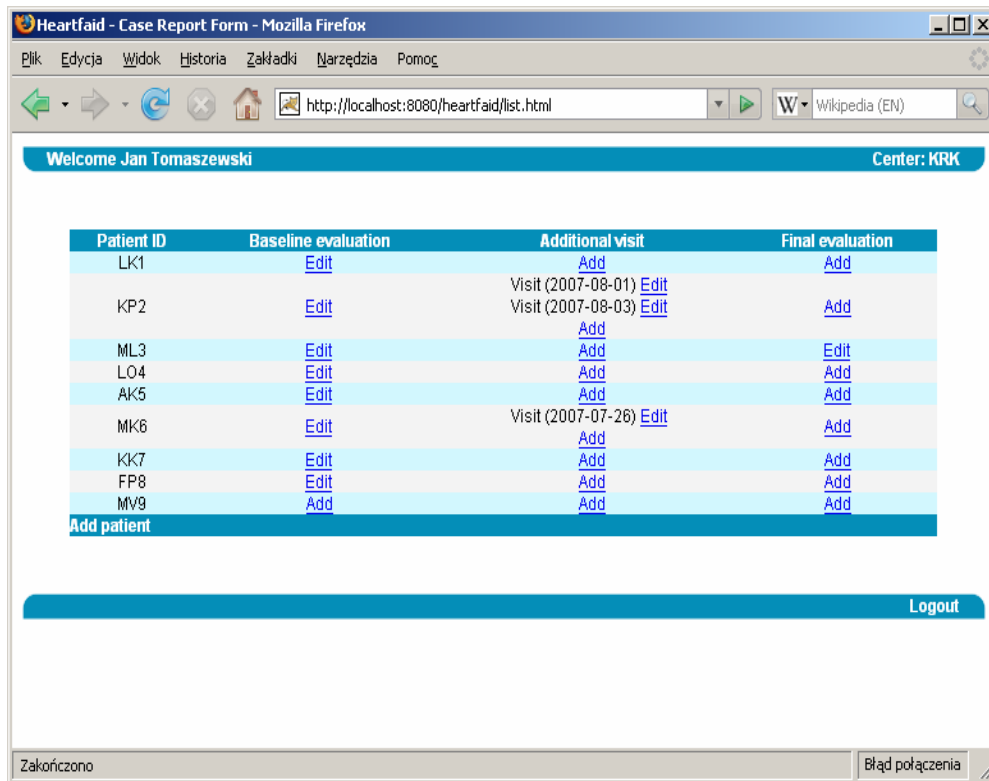 Heartfaid - Case Report Form - Mozilla Firefox
Plik Edycja Widok Historia Zakładki Narzędzia Pomoc
http://localhost:8080/heartfaid/list.html W Wikipedia (EN)
Welcome Jan Tomaszewski Center: KRK
Patient ID Baseline evaluation Additional visit Final evaluation
LK1 Edit Add Add
Visit (2007-08-01) Edit
KP2 Edit Visit (2007-08-03) Edit Add
Add
ML3 Edit Add Edit
LO4 Edit Add Add
AK5 Edit Add Add
Visit (2007-07-26) Edit
MK6 Edit Add
Add
KK7 Edit Add Add
FP8 Edit Add Add
MV9 Add Add Add
Add patient
Logout
Zakończono Błąd połączenia